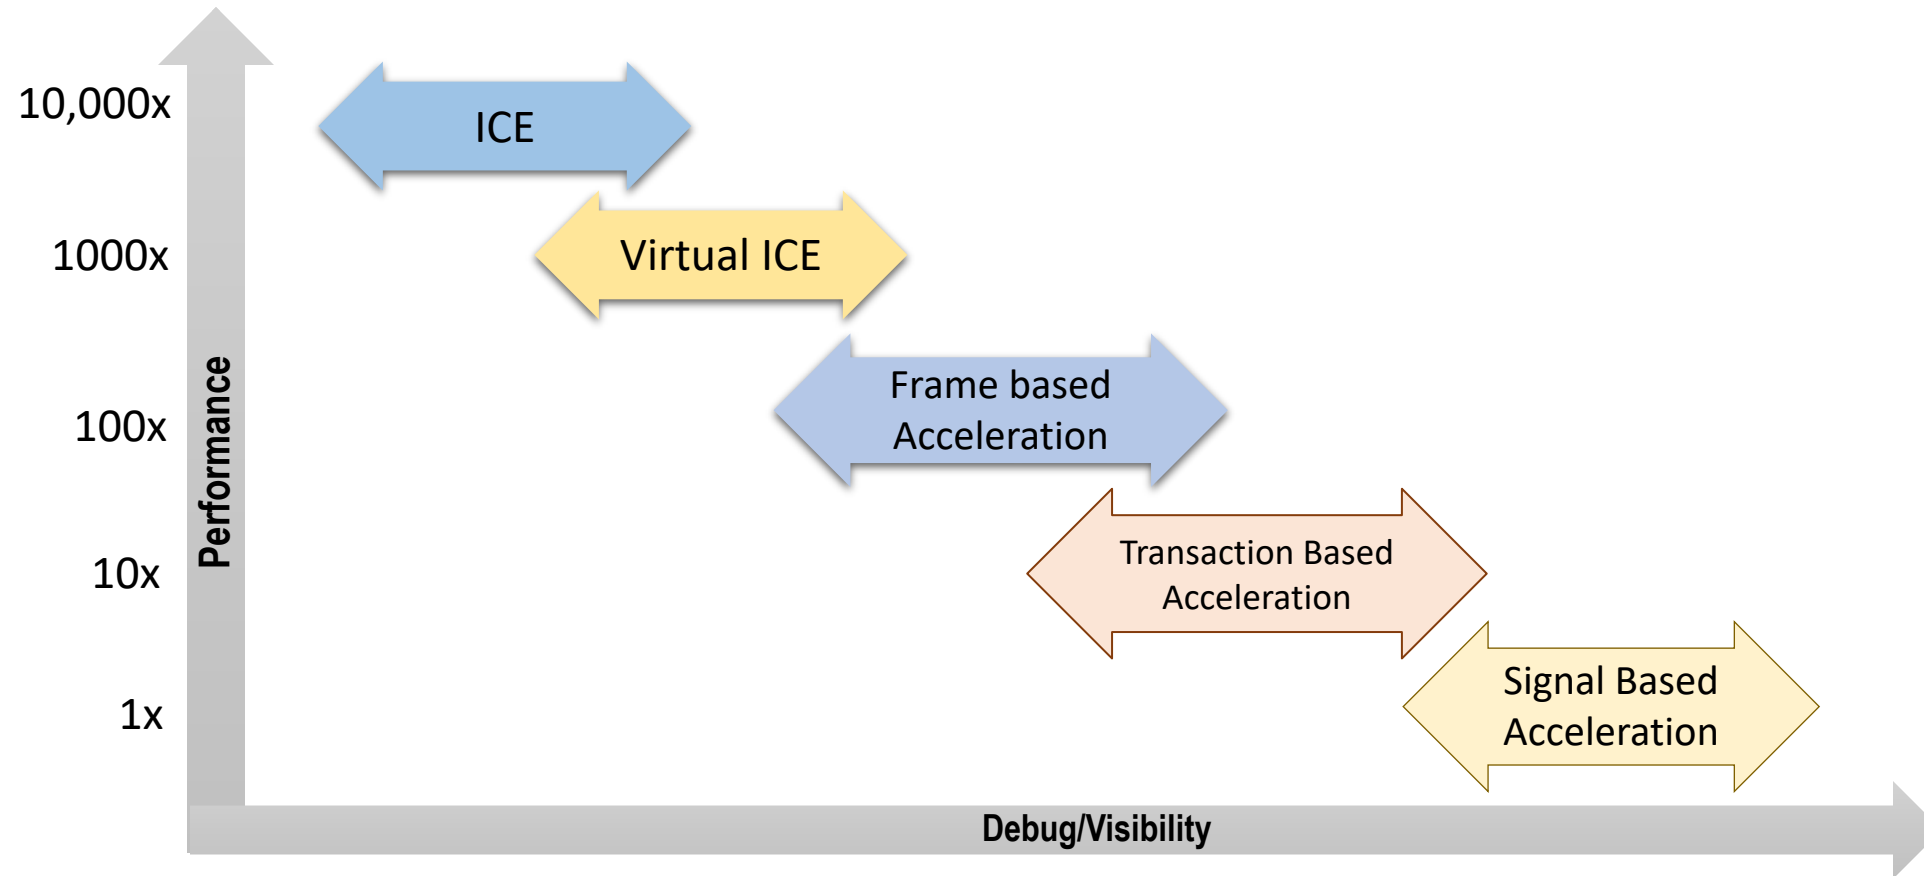 10,000x
ICE
1000x
Virtual ICE
Performance
100x
Frame based
Acceleration
10x
Transaction Based
Acceleration
1x
Signal Based
Acceleration
Debug/Visibility